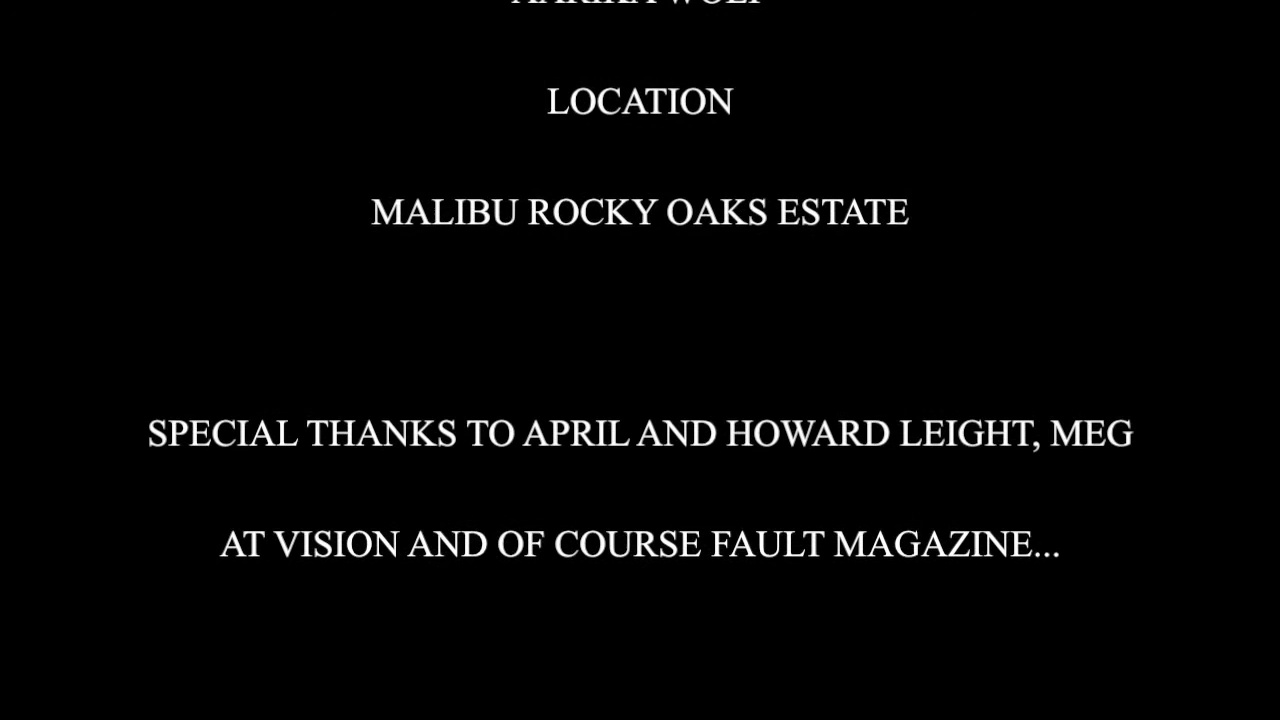 LOCATION
MALIBU ROCKY OAKS ESTATE
SPECIAL THANKS TO APRIL AND HOWARD LEIGHT, MEG
AT VISION AND OF COURSE FAULT MAGAZINE...